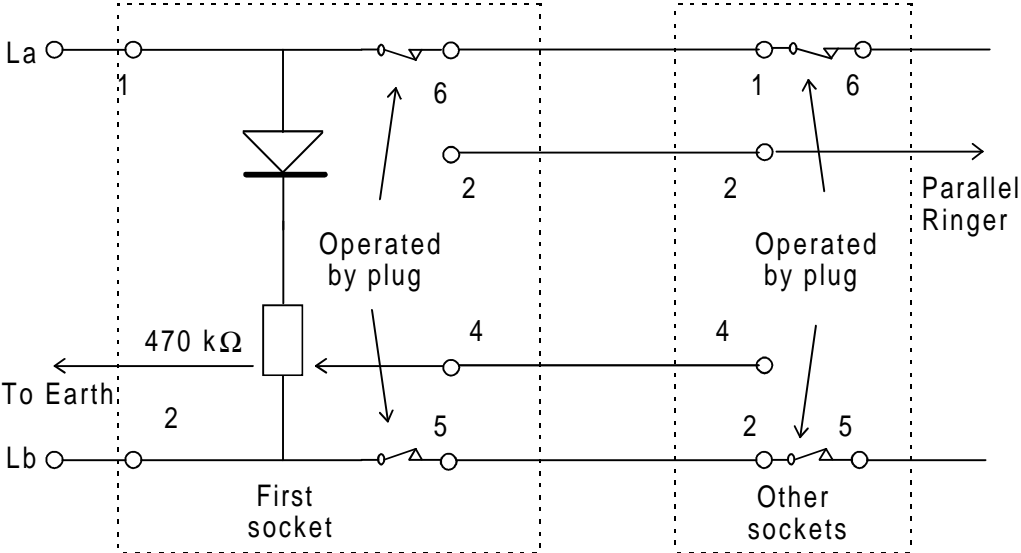 La
1
6
1
6
2
2
Parallel
Ringer
Operated
by plug
Operated
by plug
470 kΩ
4
4
To Earth
2
5
2
5
Lb
First
socket
Other
sockets